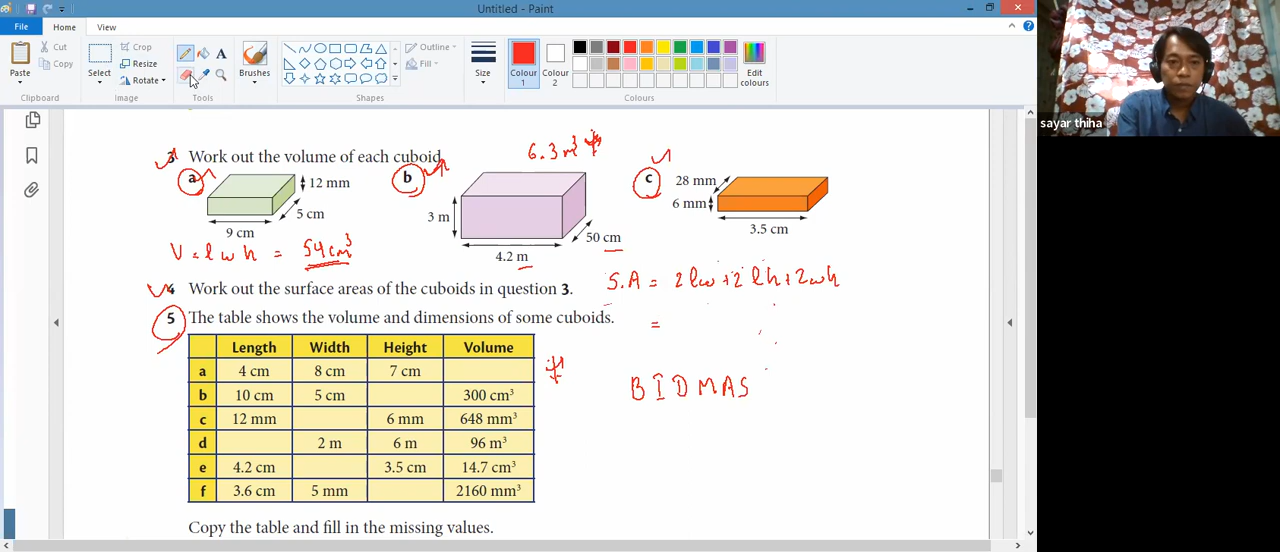 Untitled - Paint
File Home View
Paste
Cut
Copy
Clipboard
Select
Crop
Resize
Rotate
Image
A
Tools
Brushes
Shapes
Outline
Fill
Size
Colour 1
Colour 2
Edit colours
Colours
sayar thiha
6.3 m³
3 Work out the volume of each cuboid
a 12 mm 5 cm 9 cm
b 3 m 50 cm 4.2 m
c 28 mm 6 mm 3.5 cm
V = l w h = 54 cm³
S.A = 2lw + 2lh + 2wh
=
4 Work out the surface areas of the cuboids in question 3.
5 The table shows the volume and dimensions of some cuboids.
Length Width Height Volume
a 4 cm 8 cm 7 cm
b 10 cm 5 cm 300 cm³
c 12 mm 6 mm 648 mm³
d 2 m 6 m 96 m³
e 4.2 cm 3.5 cm 14.7 cm³
f 3.6 cm 5 mm 2160 mm³
BIDMAS
Copy the table and fill in the missing values.